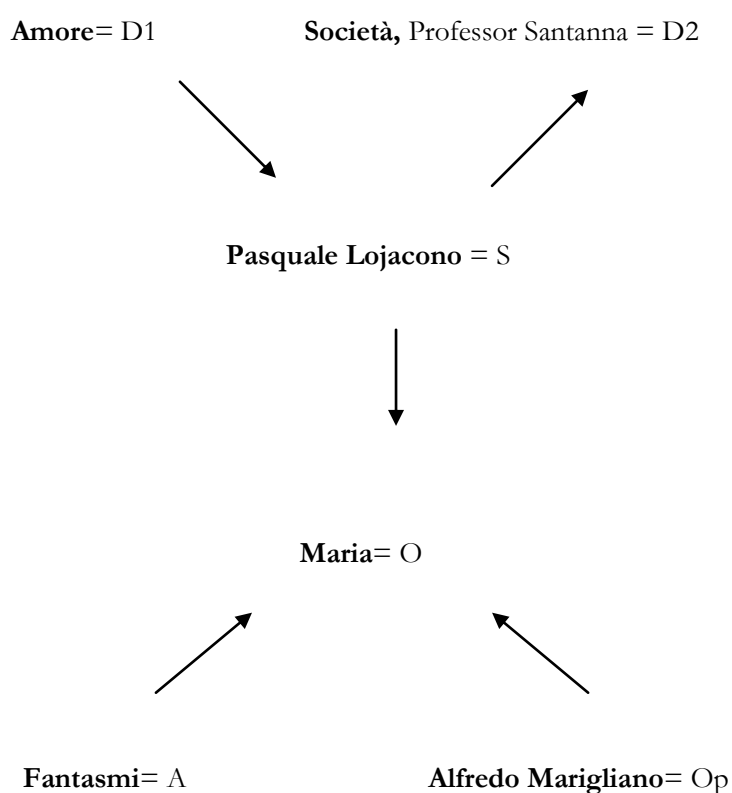 Amore= D1 Società, Professor Santanna = D2
Pasquale Lojacono = S
Maria= O
Fantasmi= A Alfredo Marigliano= Op